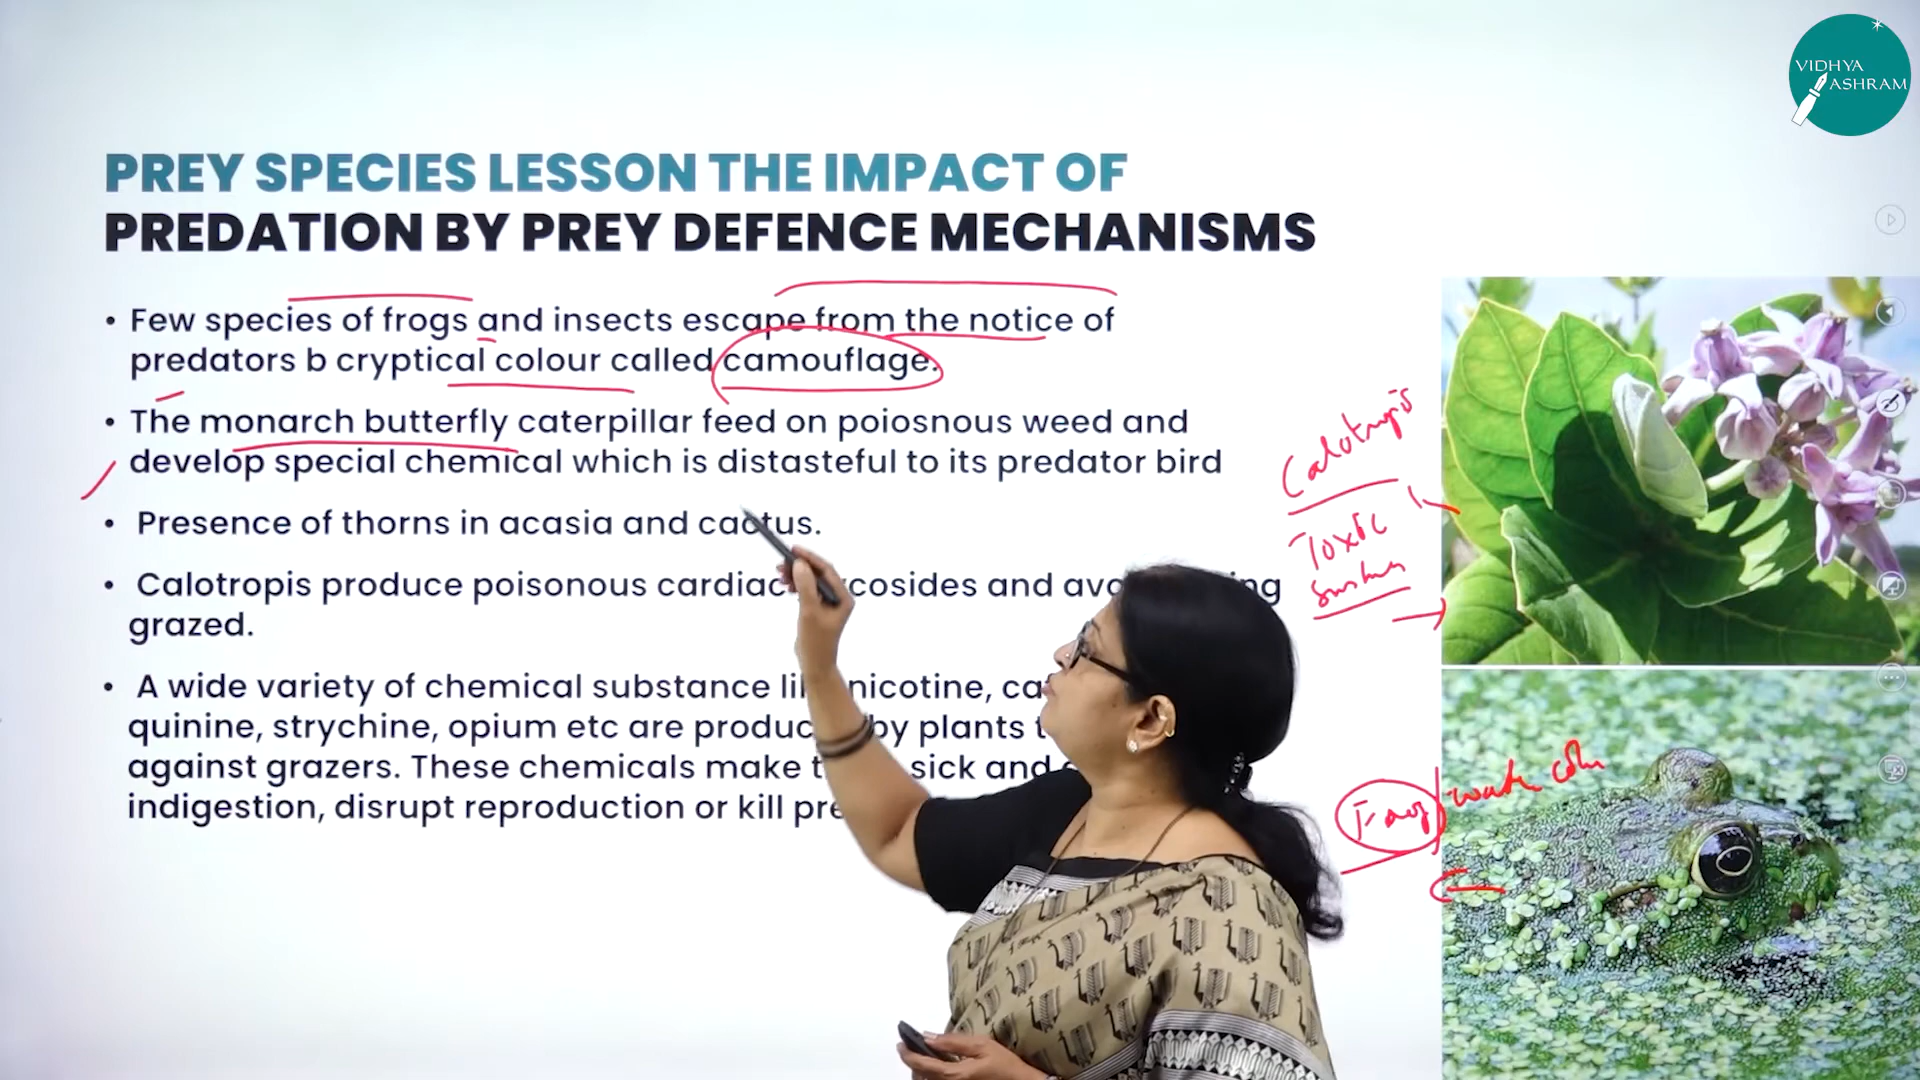 VIDHYA
ASHRAM
PREY SPECIES LESSON THE IMPACT OF
PREDATION BY PREY DEFENCE MECHANISMS
• Few species of frogs and insects escape from the notice of
predators b cryptical colour called camouflage.
• The monarch butterfly caterpillar feed on poiosnous weed and
develop special chemical which is distasteful to its predator bird
• Presence of thorns in acasia and cactus.
• Calotropis produce poisonous cardiac
grazed.
• A wide variety of chemical substance nicotine,
quinine, strychine, opium etc are by plants
against grazers. These chemicals make sick and
indigestion, disrupt reproduction or kill
Calotropis
Toxic
Frog